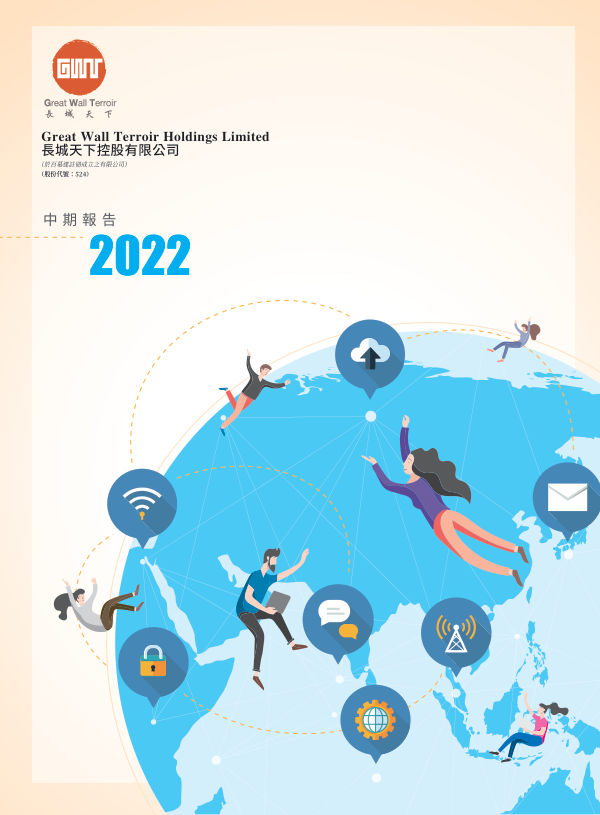 GWT
Great Wall Terroir
長城天下
Great Wall Terroir Holdings Limited
長城天下控股有限公司
(於百慕達註冊成立之有限公司)
(股份代號：524)
中期報告
2022